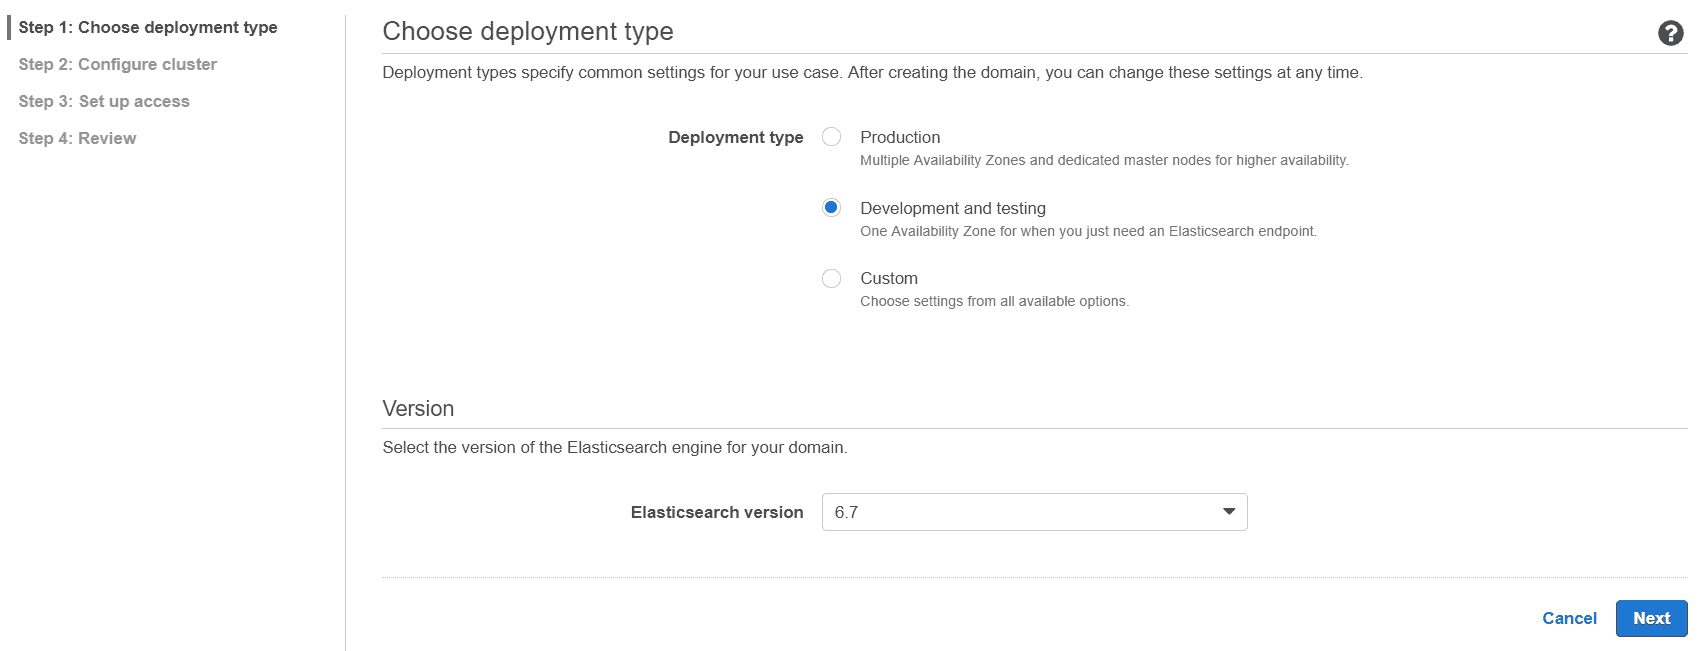 Step 1: Choose deployment type
Step 2: Configure cluster
Step 3: Set up access
Step 4: Review
Choose deployment type
?
Deployment types specify common settings for your use case. After creating the domain, you can change these settings at any time.
Deployment type
Production
Multiple Availability Zones and dedicated master nodes for higher availability.
Development and testing
One Availability Zone for when you just need an Elasticsearch endpoint.
Custom
Choose settings from all available options.
Version
Select the version of the Elasticsearch engine for your domain.
Elasticsearch version
6.7
Cancel
Next